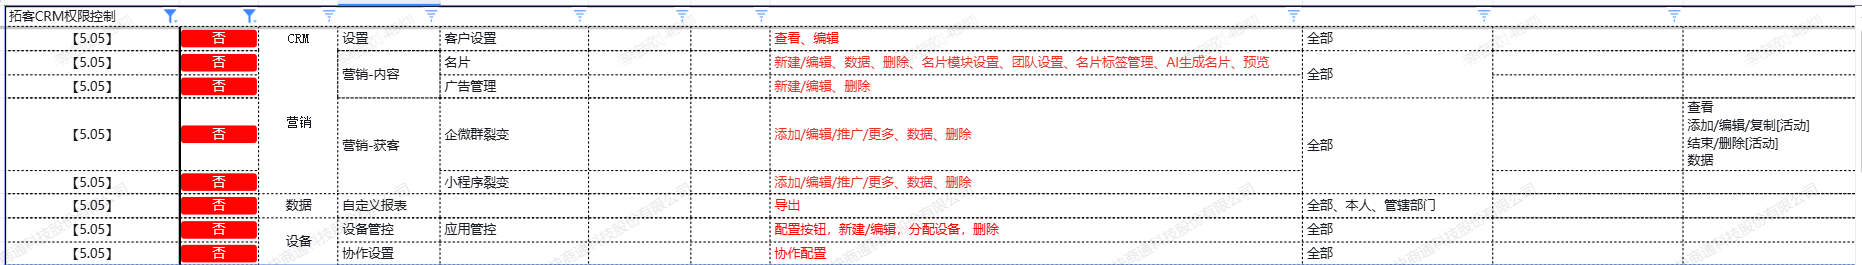 拓客CRM权限控制
【5.05】 否 CRM 设置 客户设置 查看、编辑 全部
【5.05】 否 营销 营销-内容 名片 新建/编辑、数据、删除、名片模块设置、团队设置、名片标签管理、AI生成名片、预览 全部
【5.05】 否 广告管理 新建/编辑、删除
【5.05】 否 营销-获客 企微群裂变 添加/编辑/推广/更多、数据、删除 全部
查看
添加/编辑/复制[活动]
结束/删除[活动]
数据
【5.05】 否 小程序裂变 添加/编辑/推广/更多、数据、删除
【5.05】 否 数据 自定义报表 导出 全部、本人、管辖部门
【5.05】 否 设备 设备管控 应用管控 配置按钮，新建/编辑，分配设备，删除 全部
【5.05】 否 协作设置 协作配置 全部